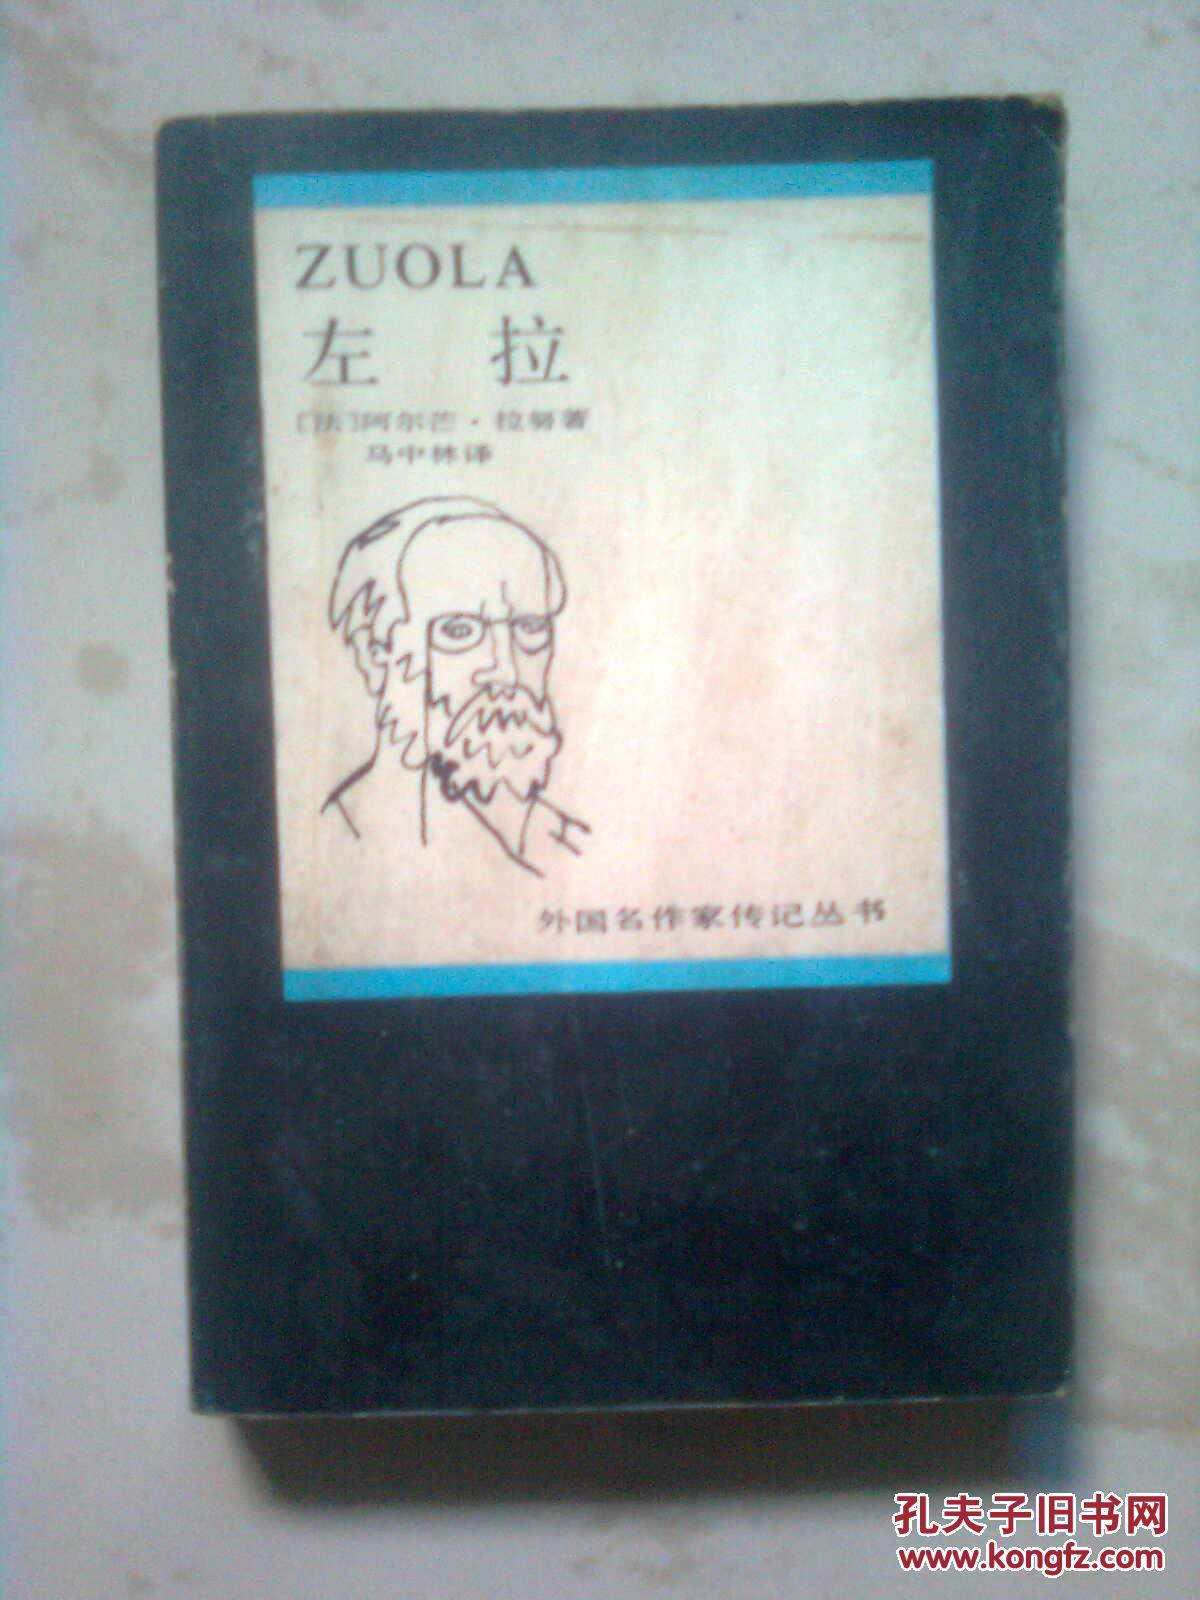 ZUOLA
左 拉
[法]阿尔芒·拉努著
马中林译
外国名作家传记丛书
孔夫子旧书网
www.kongfz.com